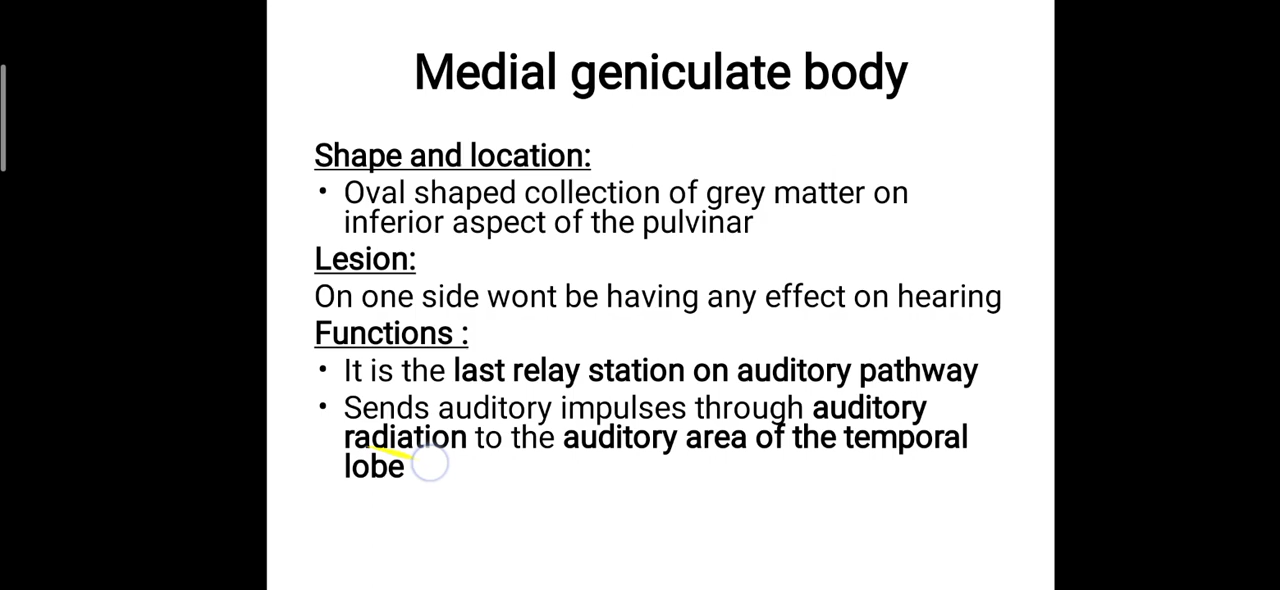 Medial geniculate body
Shape and location:
• Oval shaped collection of grey matter on
inferior aspect of the pulvinar
Lesion:
On one side wont be having any effect on hearing
Functions :
• It is the last relay station on auditory pathway
• Sends auditory impulses through auditory
radiation to the auditory area of the temporal
lobe